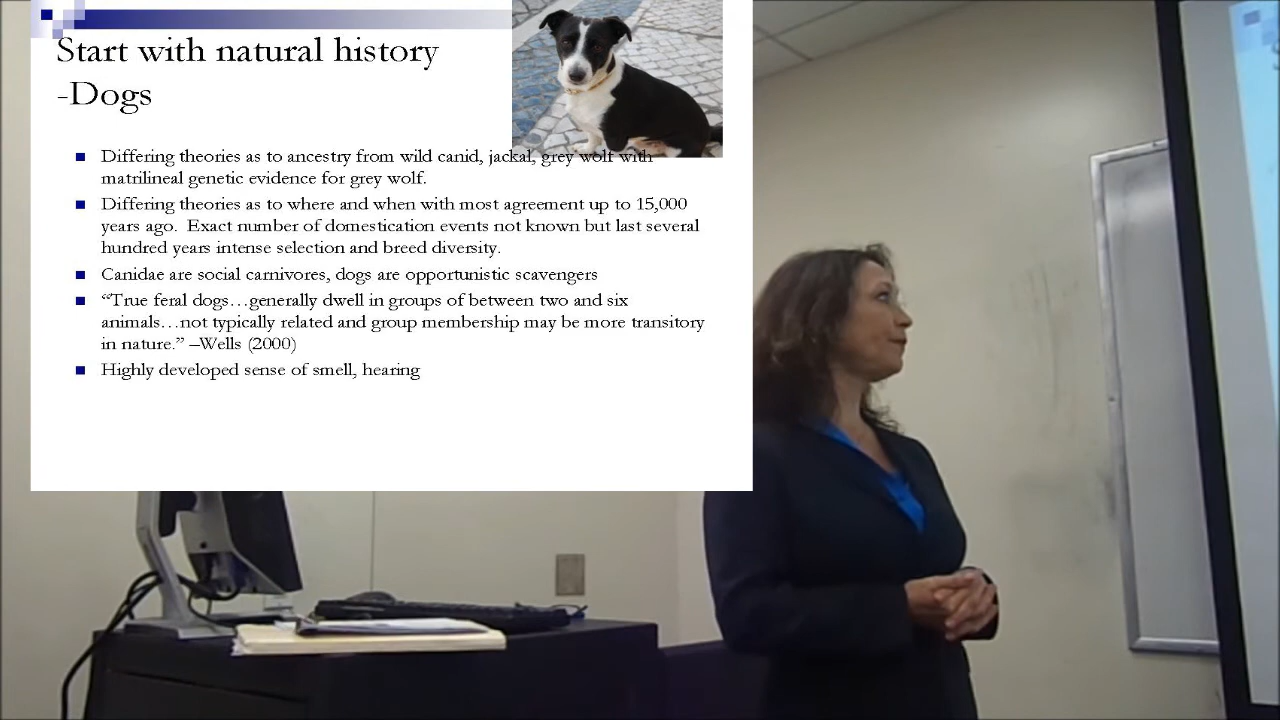 Start with natural history
-Dogs
Differing theories as to ancestry from wild canid, jackal, grey wolf with
matrilineal genetic evidence for grey wolf.
Differing theories as to where and when with most agreement up to 15,000
years ago. Exact number of domestication events not known but last several
hundred years intense selection and breed diversity.
Canidae are social carnivores, dogs are opportunistic scavengers
“True feral dogs…generally dwell in groups of between two and six
animals…not typically related and group membership may be more transitory
in nature.” –Wells (2000)
Highly developed sense of smell, hearing